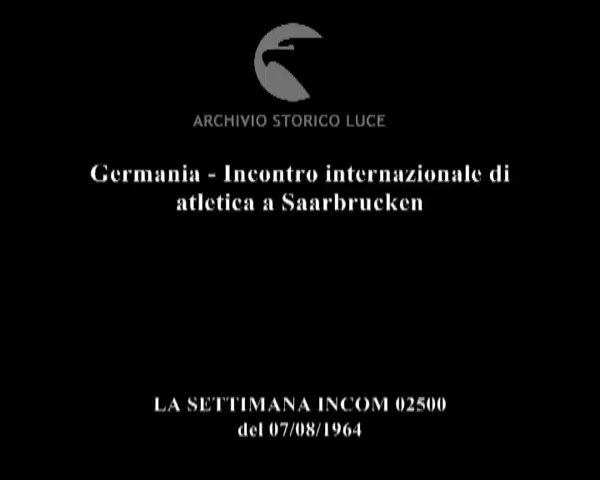 ARCHIVIO STORICO LUCE
Germania - Incontro internazionale di
atletica a Saarbrucken
LA SETTIMANA INCOM 02500
del 07/08/1964